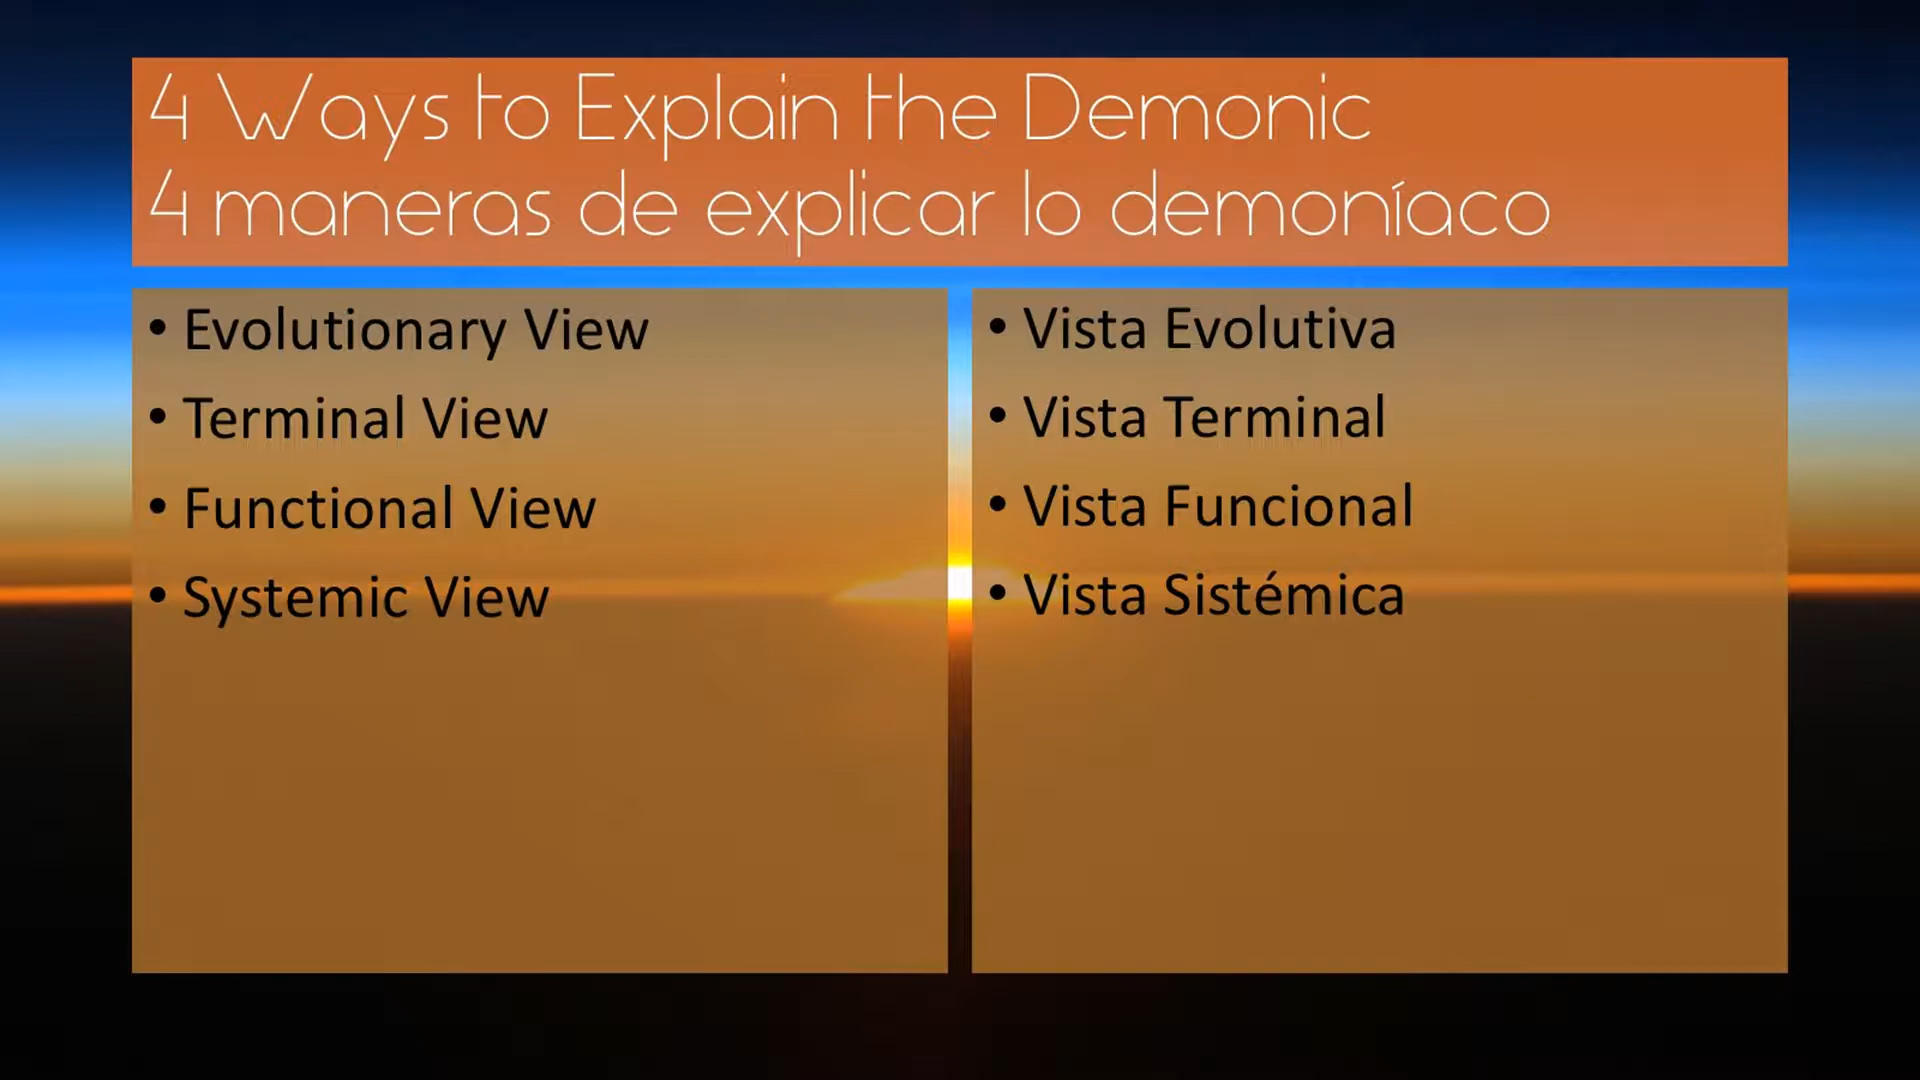 4 Ways to Explain the Demonic
4 maneras de explicar lo demoníaco
• Evolutionary View
• Terminal View
• Functional View
• Systemic View
• Vista Evolutiva
• Vista Terminal
• Vista Funcional
• Vista Sistémica